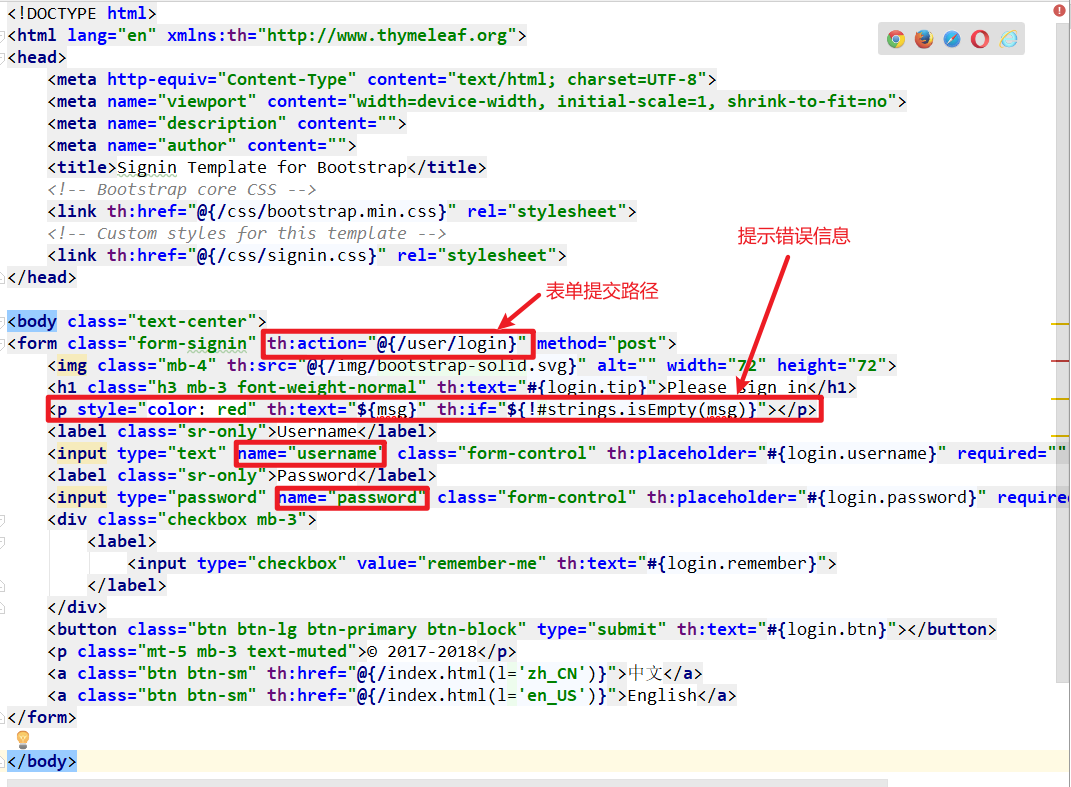 <!DOCTYPE html>
<html lang="en" xmlns:th="http://www.thymeleaf.org">
<head>
<meta http-equiv="Content-Type" content="text/html; charset=UTF-8">
<meta name="viewport" content="width=device-width, initial-scale=1, shrink-to-fit=no">
<meta name="description" content="">
<meta name="author" content="">
<title>Signin Template for Bootstrap</title>
<!-- Bootstrap core CSS -->
<link th:href="@{/css/bootstrap.min.css}" rel="stylesheet">
<!-- Custom styles for this template -->
提示错误信息
<link th:href="@{/css/signin.css}" rel="stylesheet">
</head>
表单提交路径
<body class="text-center">
<form class="form-signin" th:action="@{/user/login}" method="post">
<img class="mb-4" th:src="@{/img/bootstrap-solid.svg}" alt="" width="72" height="72">
<h1 class="h3 mb-3 font-weight-normal" th:text="#{login.tip}">Please sign in</h1>
<p style="color: red" th:text="${msg}" th:if="${!#strings.isEmpty(msg)}"></p>
<label class="sr-only">Username</label>
<input type="text" name="username" class="form-control" th:placeholder="#{login.username}" required=""
<label class="sr-only">Password</label>
<input type="password" name="password" class="form-control" th:placeholder="#{login.password}" required
<div class="checkbox mb-3">
<label>
<input type="checkbox" value="remember-me" th:text="#{login.remember}">
</label>
</div>
<button class="btn btn-lg btn-primary btn-block" type="submit" th:text="#{login.btn}"></button>
<p class="mt-5 mb-3 text-muted">© 2017-2018</p>
<a class="btn btn-sm" th:href="@{/index.html(l='zh_CN')}">中文</a>
<a class="btn btn-sm" th:href="@{/index.html(l='en_US')}">English</a>
</form>
</body>